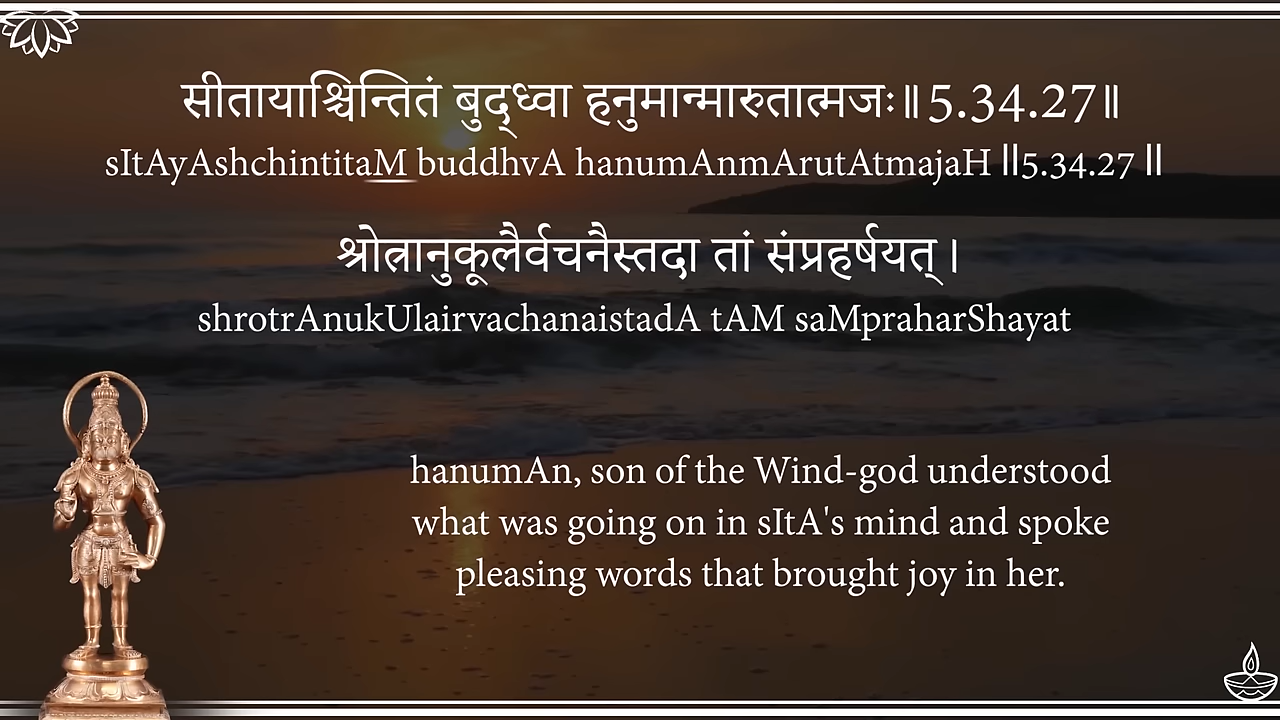 सीतायाश्चिन्तितं बुद्ध्वा हनुमान्मारुतात्मजः॥5.34.27॥
sItAyAshchintitaM buddhvA hanumAnmArutAtmajaH ॥5.34.27 ॥
श्रोत्रानुकूलैर्वचनैस्तदा तां संप्रहर्षयत्।
shrotrAnukUlairvachanaistadA tAM saMpraharShayat
hanumAn, son of the Wind-god understood
what was going on in sItA's mind and spoke
pleasing words that brought joy in her.